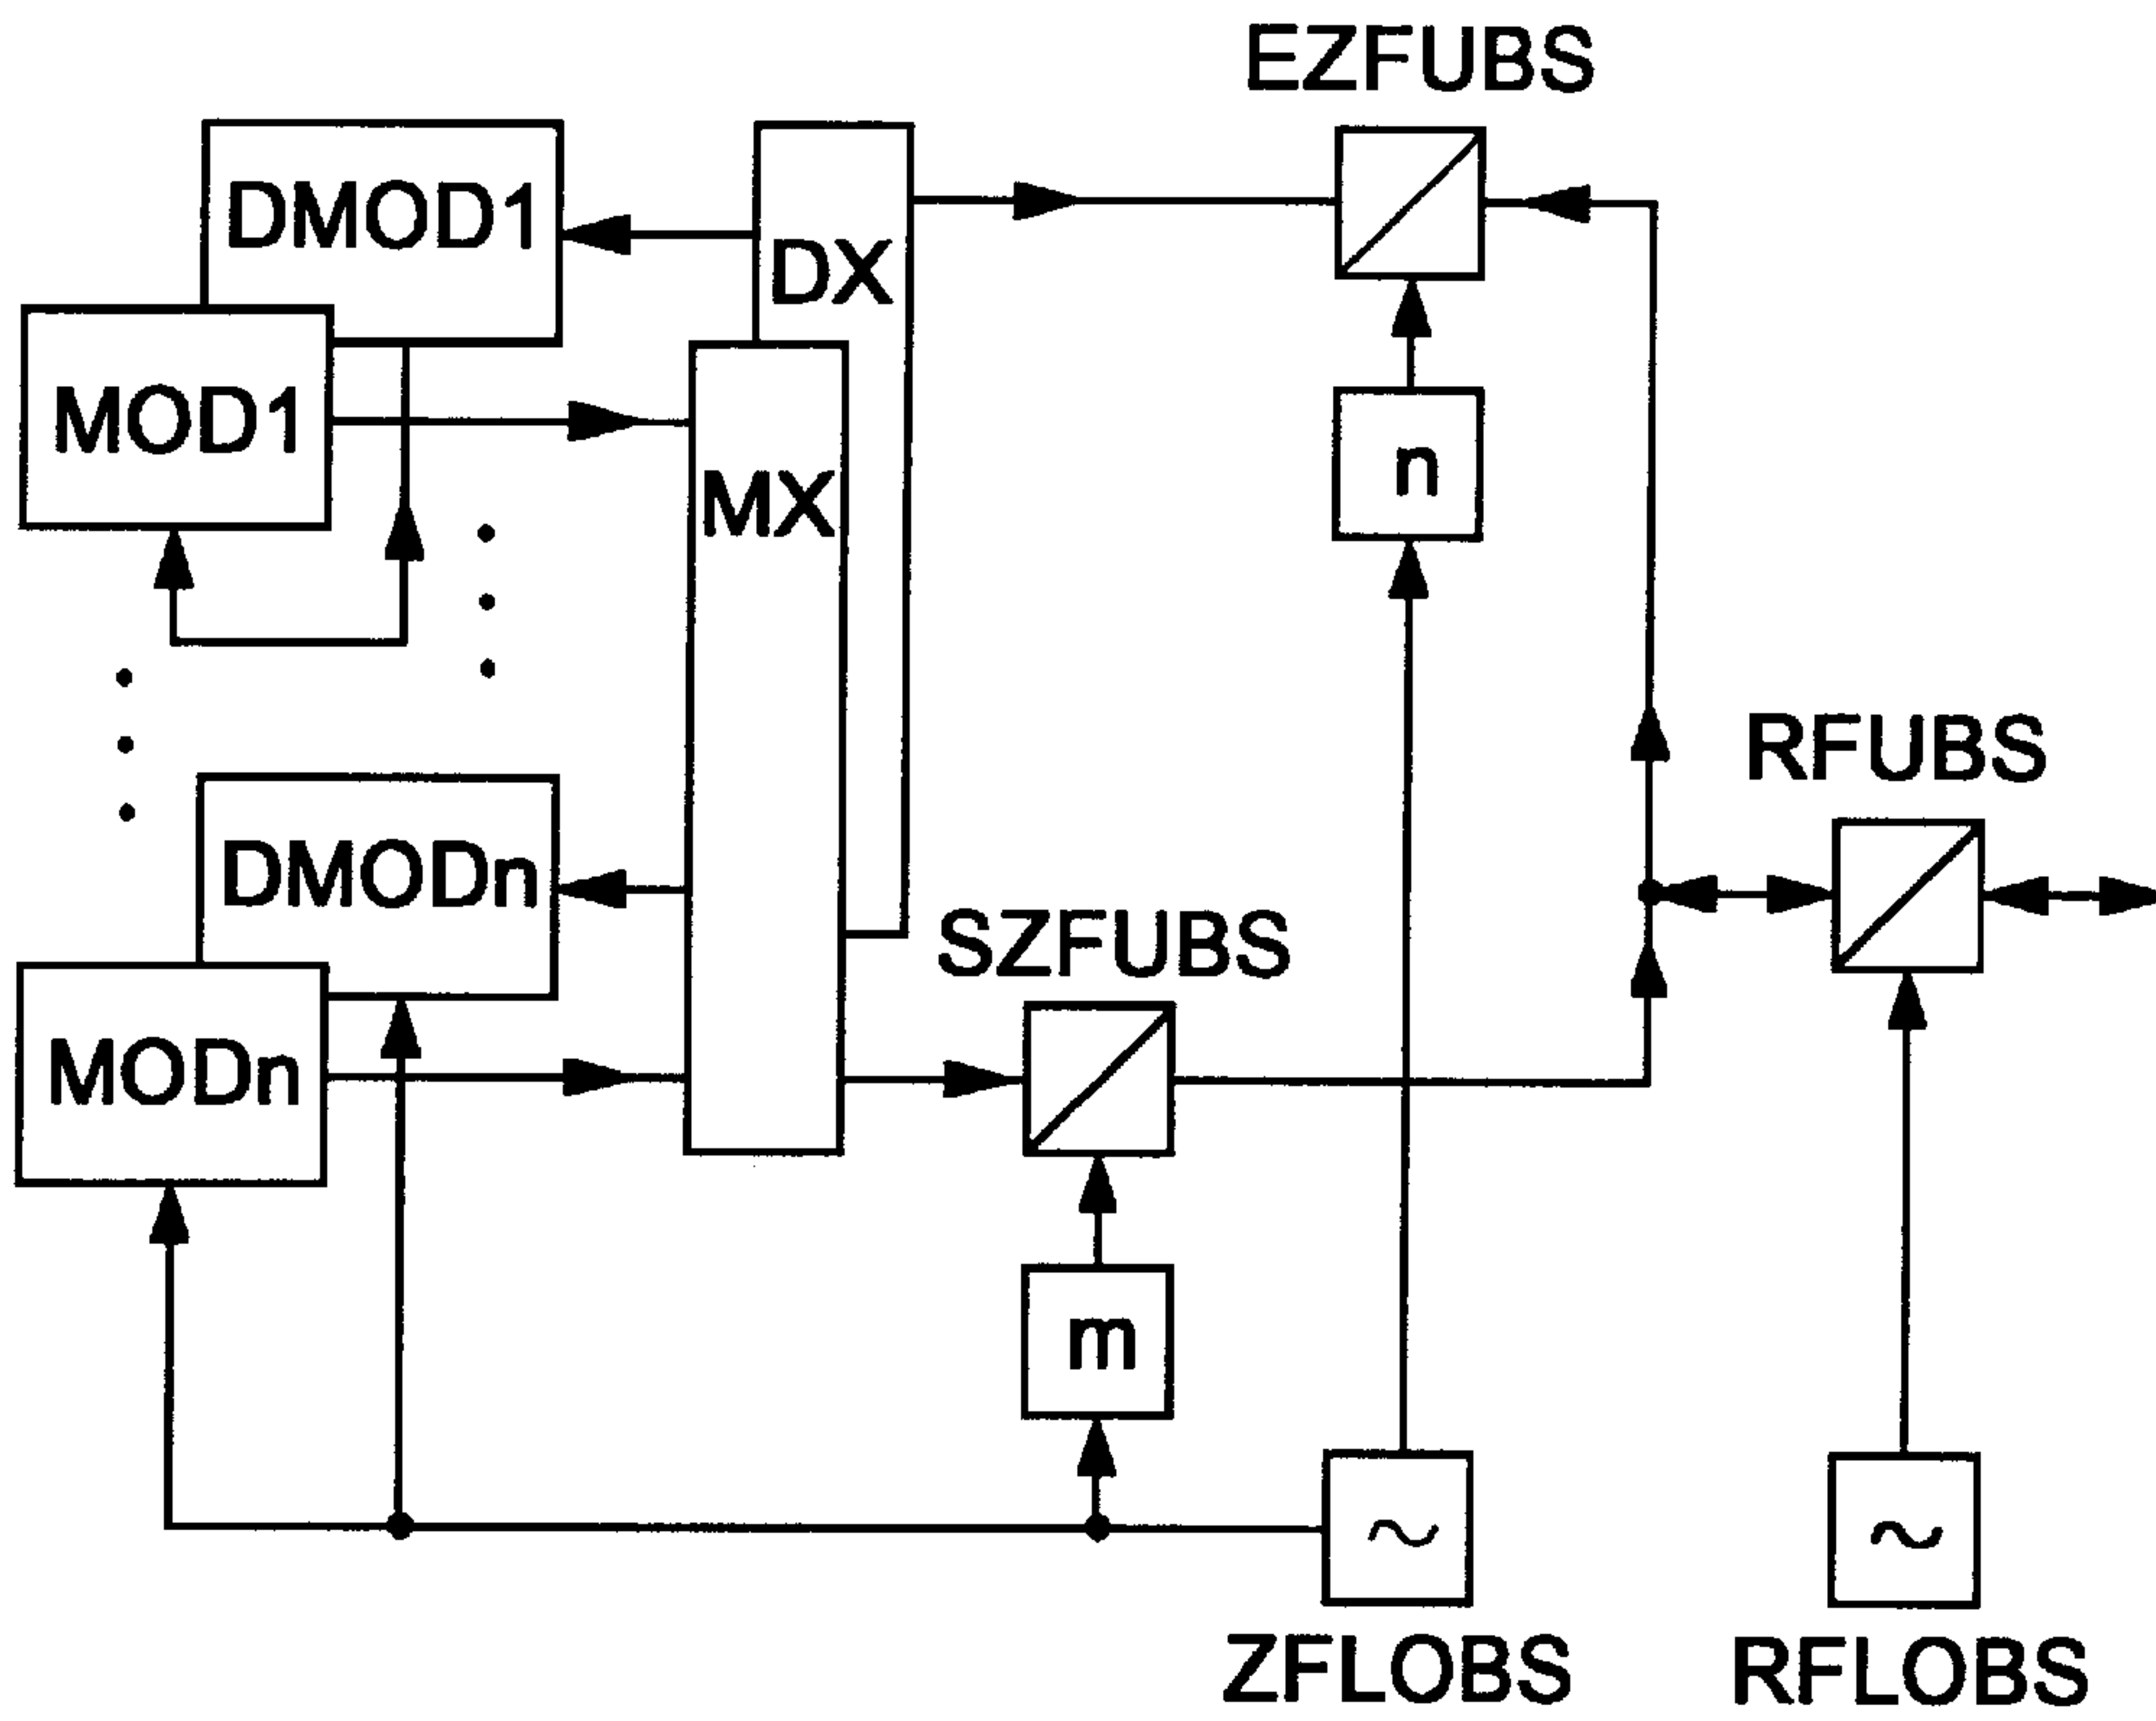 EZFUBS
DMOD1
DX
MOD1
n
MX
RFUBS
DMODn
SZFUBS
MODn
m
~
~
ZFLOBS
RFLOBS